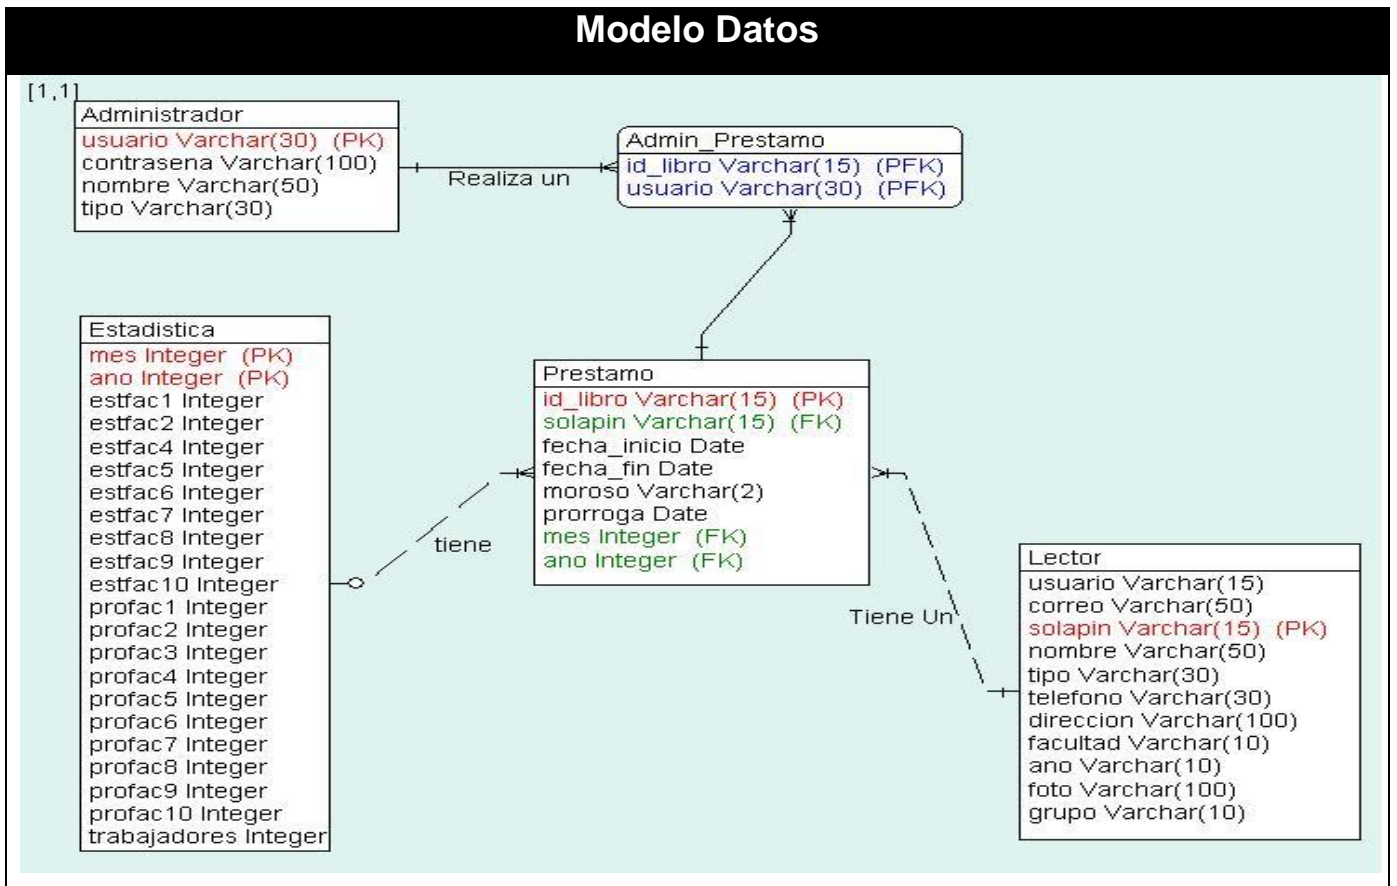 Modelo Datos
[1,1]
Administrador
usuario Varchar(30) (PK)
contrasena Varchar(100)
nombre Varchar(50)
tipo Varchar(30)
Realiza un
Admin_Prestamo
id_libro Varchar(15) (PFK)
usuario Varchar(30) (PFK)
Estadistica
mes Integer (PK)
ano Integer (PK)
estfac1 Integer
estfac2 Integer
estfac4 Integer
estfac5 Integer
estfac6 Integer
estfac7 Integer
estfac8 Integer
estfac9 Integer
estfac10 Integer
profac1 Integer
profac2 Integer
profac3 Integer
profac4 Integer
profac5 Integer
profac6 Integer
profac7 Integer
profac8 Integer
profac9 Integer
profac10 Integer
trabajadores Integer
tiene
Prestamo
id_libro Varchar(15) (PK)
solapin Varchar(15) (FK)
fecha_inicio Date
fecha_fin Date
moroso Varchar(2)
prorroga Date
mes Integer (FK)
ano Integer (FK)
Tiene Un
Lector
usuario Varchar(15)
correo Varchar(50)
solapin Varchar(15) (PK)
nombre Varchar(50)
tipo Varchar(30)
telefono Varchar(30)
direccion Varchar(100)
facultad Varchar(10)
ano Varchar(10)
foto Varchar(100)
grupo Varchar(10)